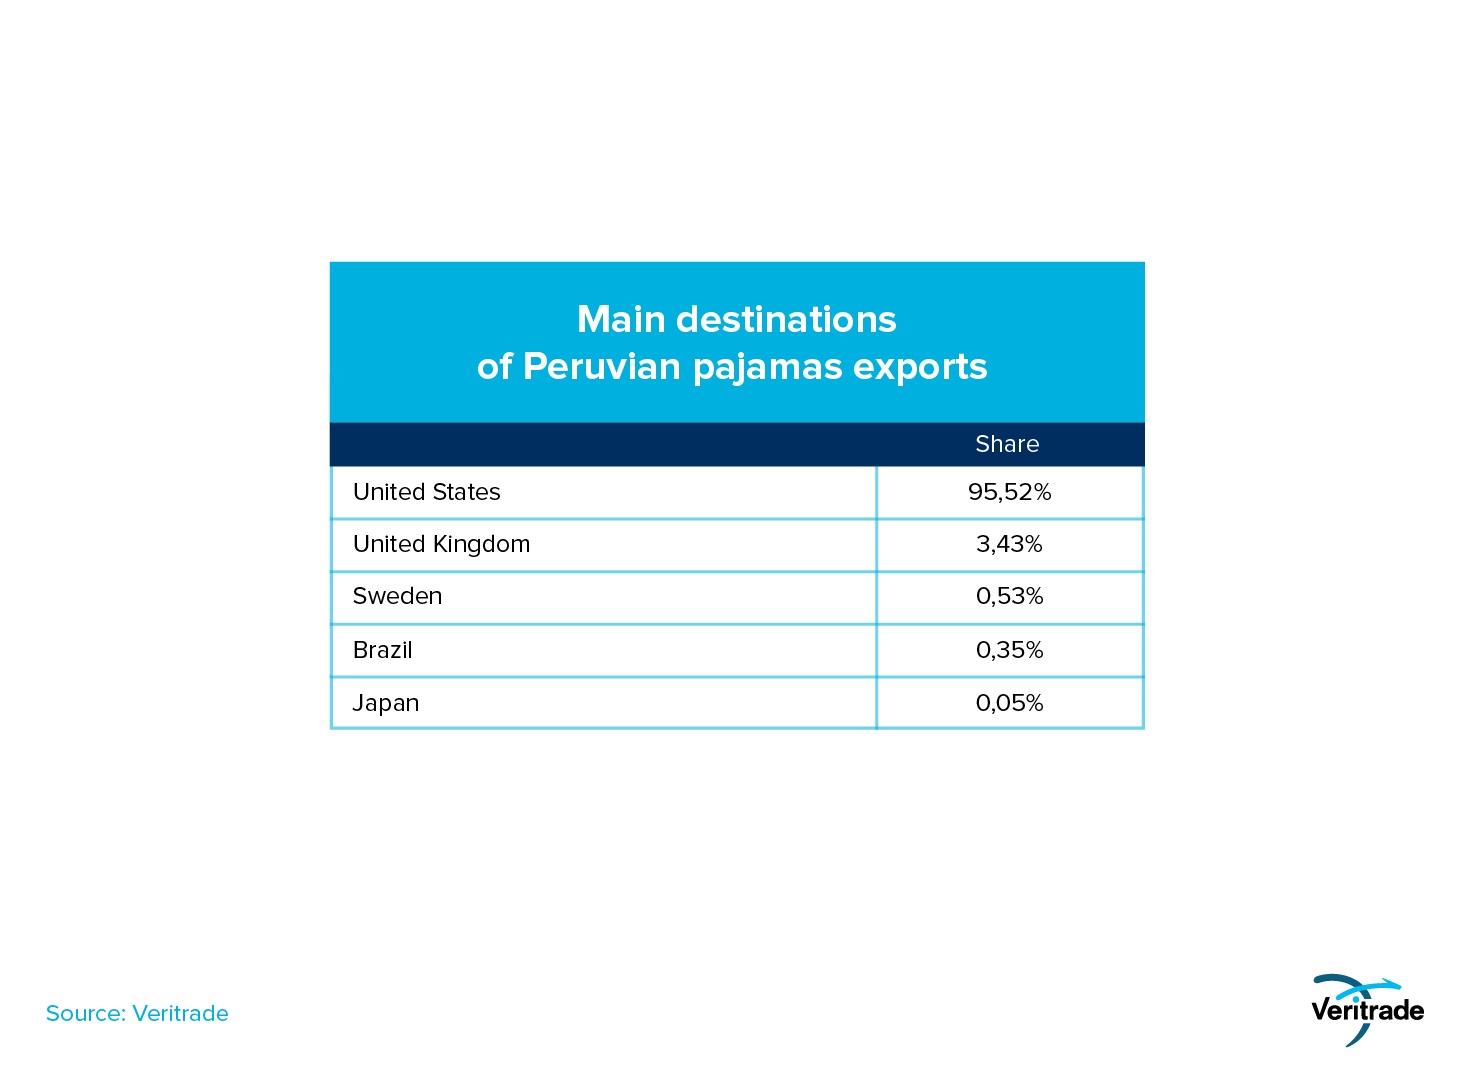 Main destinations
of Peruvian pajamas exports
Share
United States 95,52%
United Kingdom 3,43%
Sweden 0,53%
Brazil 0,35%
Japan 0,05%
Source: Veritrade
Veritrade